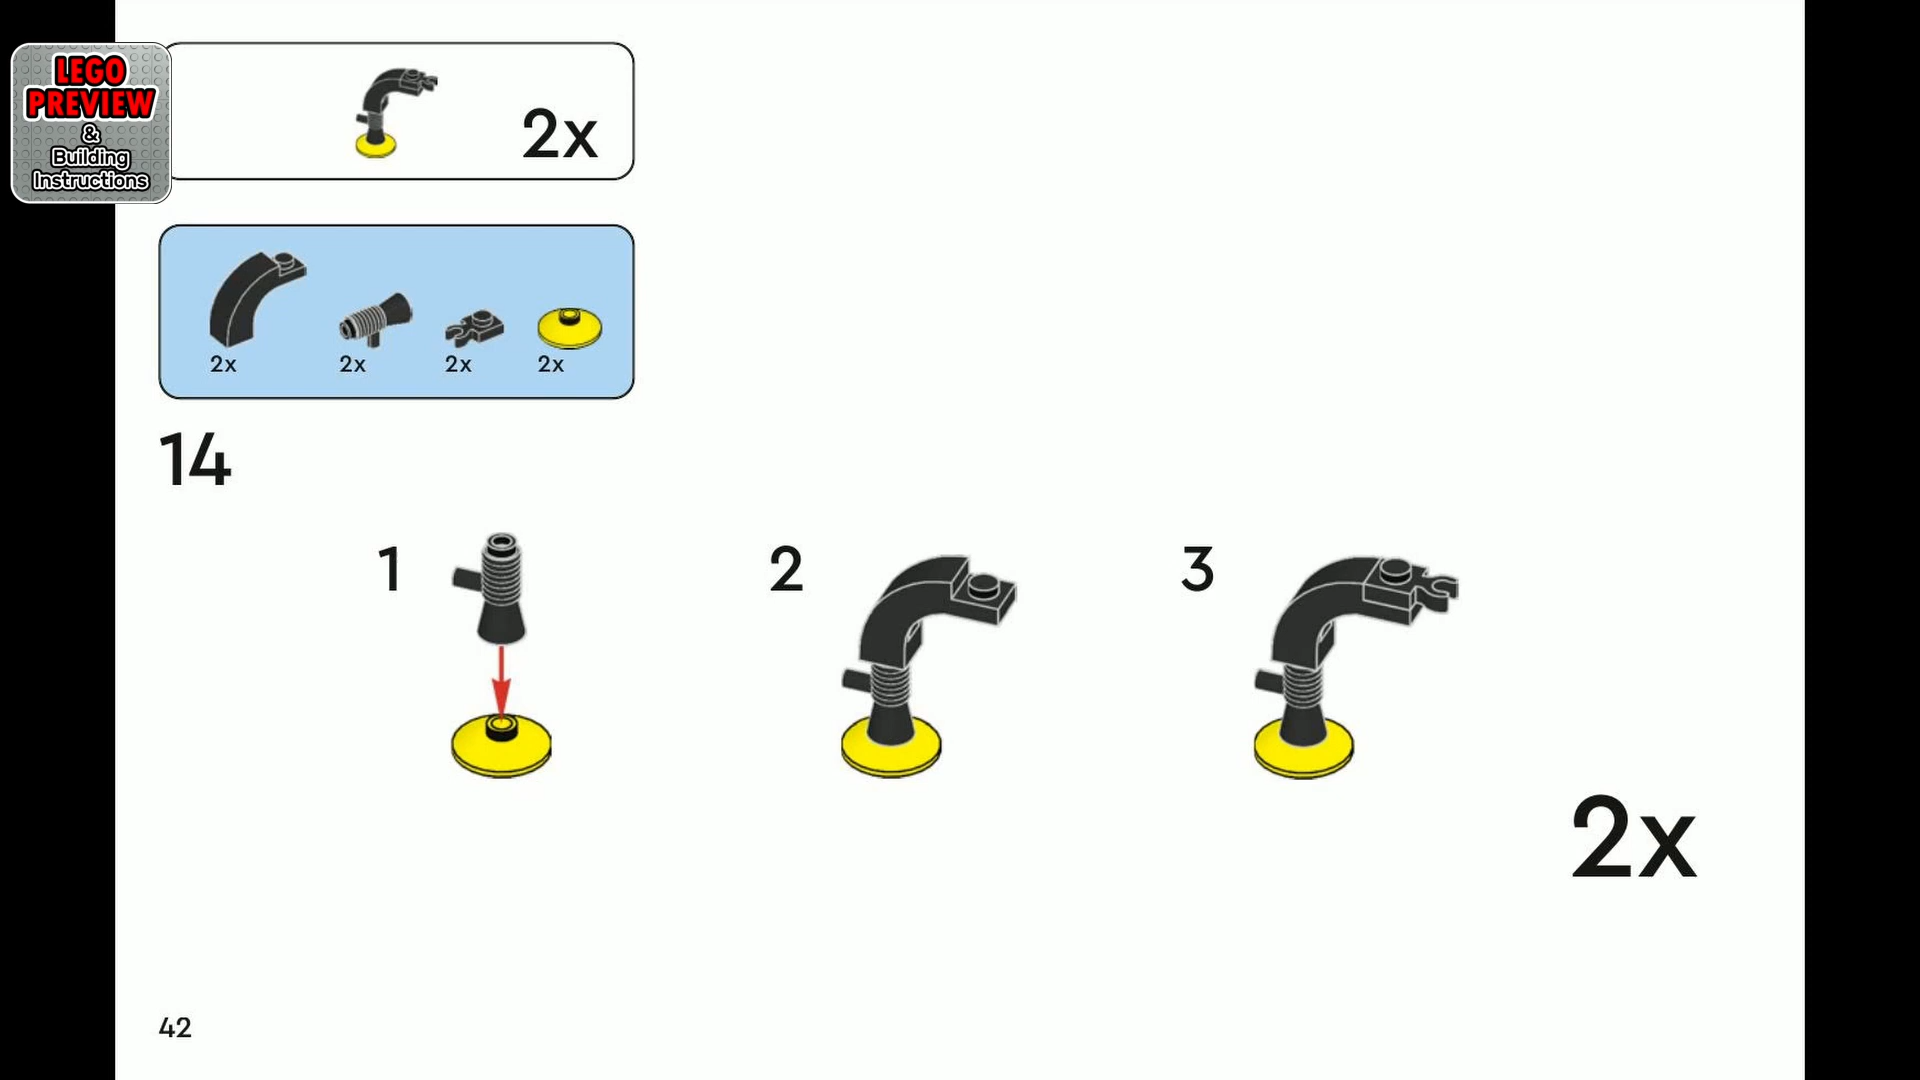 LEGO
PREVIEW
&
Building
Instructions
2x
2x 2x 2x 2x
14
1 2 3
2x
42